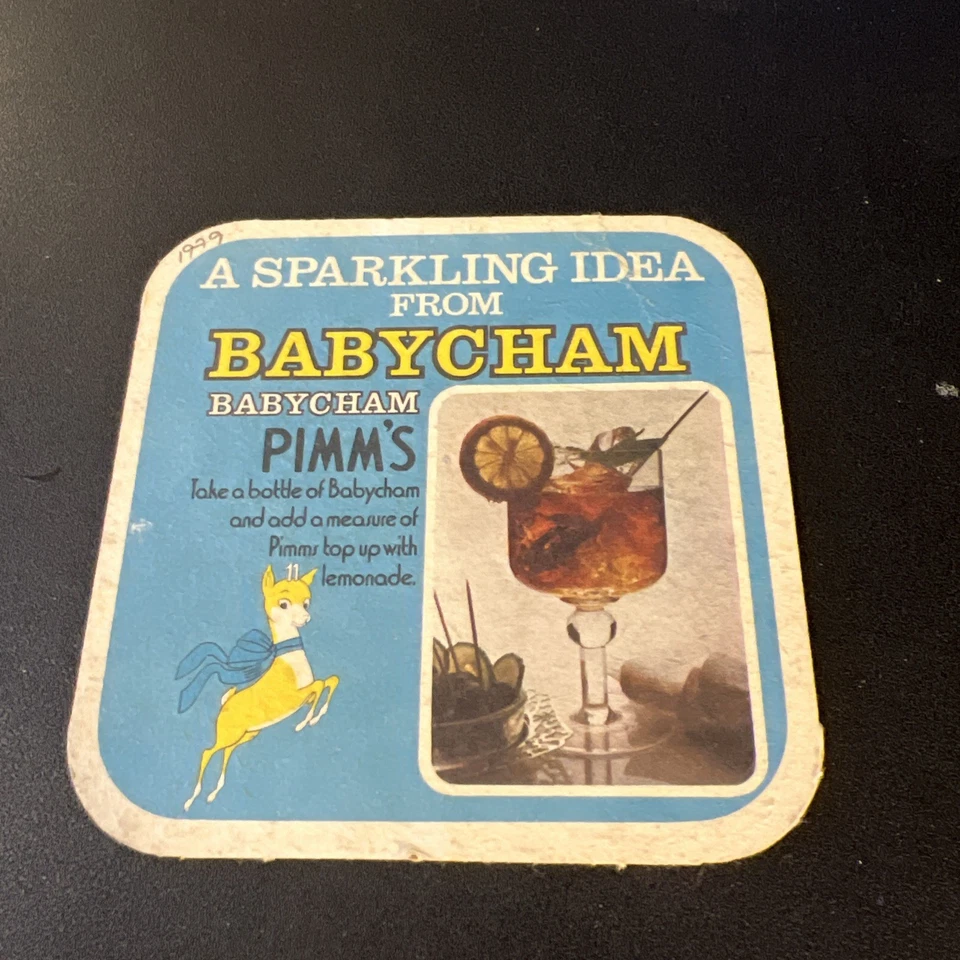 1979
A SPARKLING IDEA
FROM
BABYCHAM
BABYCHAM
PIMM'S
Take a bottle of Babycham
and add a measure of
Pimms top up with
lemonade.